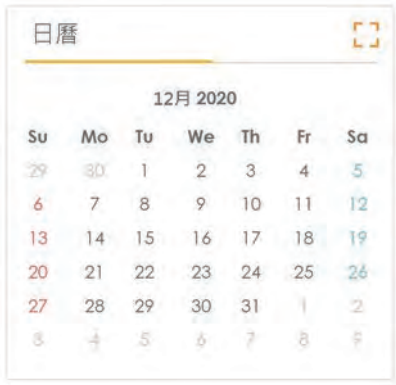 日曆
12月 2020
Su Mo Tu We Th Fr Sa
29 30 1 2 3 4 5
6 7 8 9 10 11 12
13 14 15 16 17 18 19
20 21 22 23 24 25 26
27 28 29 30 31 1 2
3 4 5 6 7 8 9